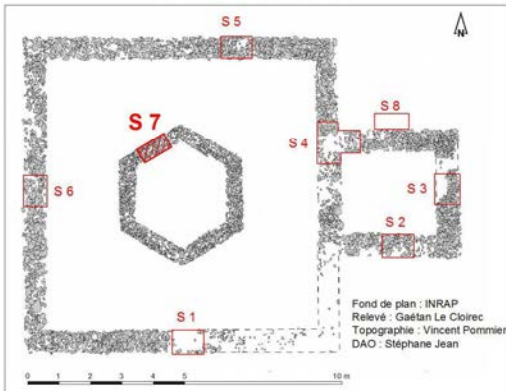 S 5
N
S 7
S 8
S 4
S 6
S 3
S 2
S 1
Fond de plan : INRAP
Relevé : Gaétan Le Cloirec
Topographie : Vincent Pommier
DAO : Stéphane Jean
0 1 2 3 4 5 10 m